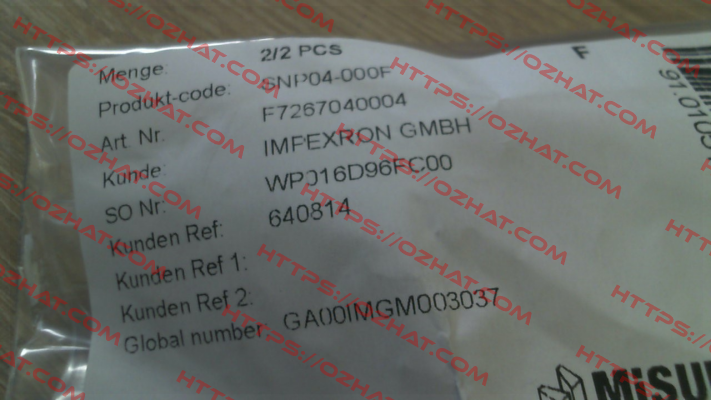 Menge: 2/2 PCS F
Produkt-code: SNP04-000F
Art. Nr. F7267040004
Kunde: IMPEXRON GMBH
SO Nr: WP016D96FC00
Kunden Ref: 640814
Kunden Ref 1:
Kunden Ref 2:
Global number: GA00IMGM003037
HTTPS://OZHAT.COM